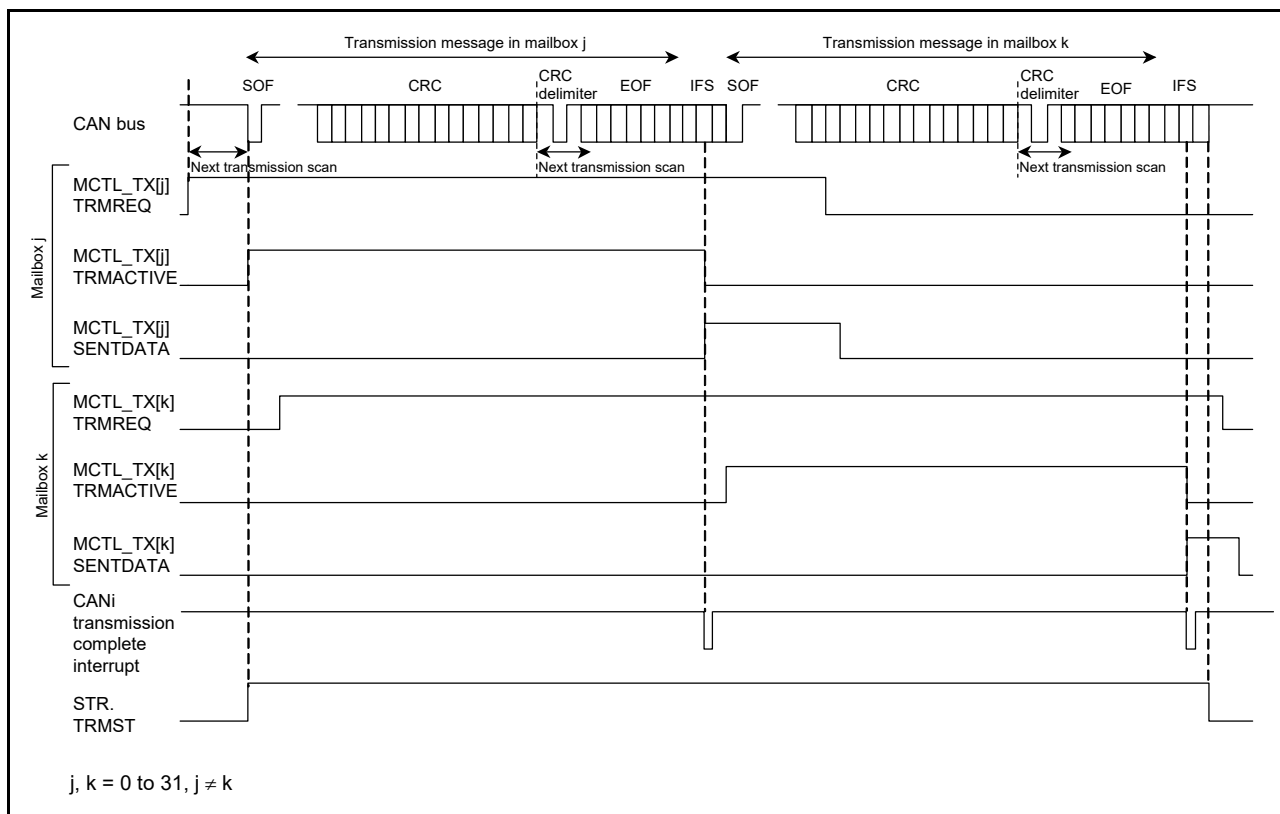 Transmission message in mailbox j
Transmission message in mailbox k
SOF
CRC
CRC
delimiter
EOF
IFS
SOF
CRC
CRC
delimiter
EOF
IFS
CAN bus
Next transmission scan
Next transmission scan
Next transmission scan
Mailbox j
MCTL_TX[j]
TRMREQ
MCTL_TX[j]
TRMACTIVE
MCTL_TX[j]
SENTDATA
Mailbox k
MCTL_TX[k]
TRMREQ
MCTL_TX[k]
TRMACTIVE
MCTL_TX[k]
SENTDATA
CANi
transmission
complete
interrupt
STR.
TRMST
j, k = 0 to 31, j ≠ k